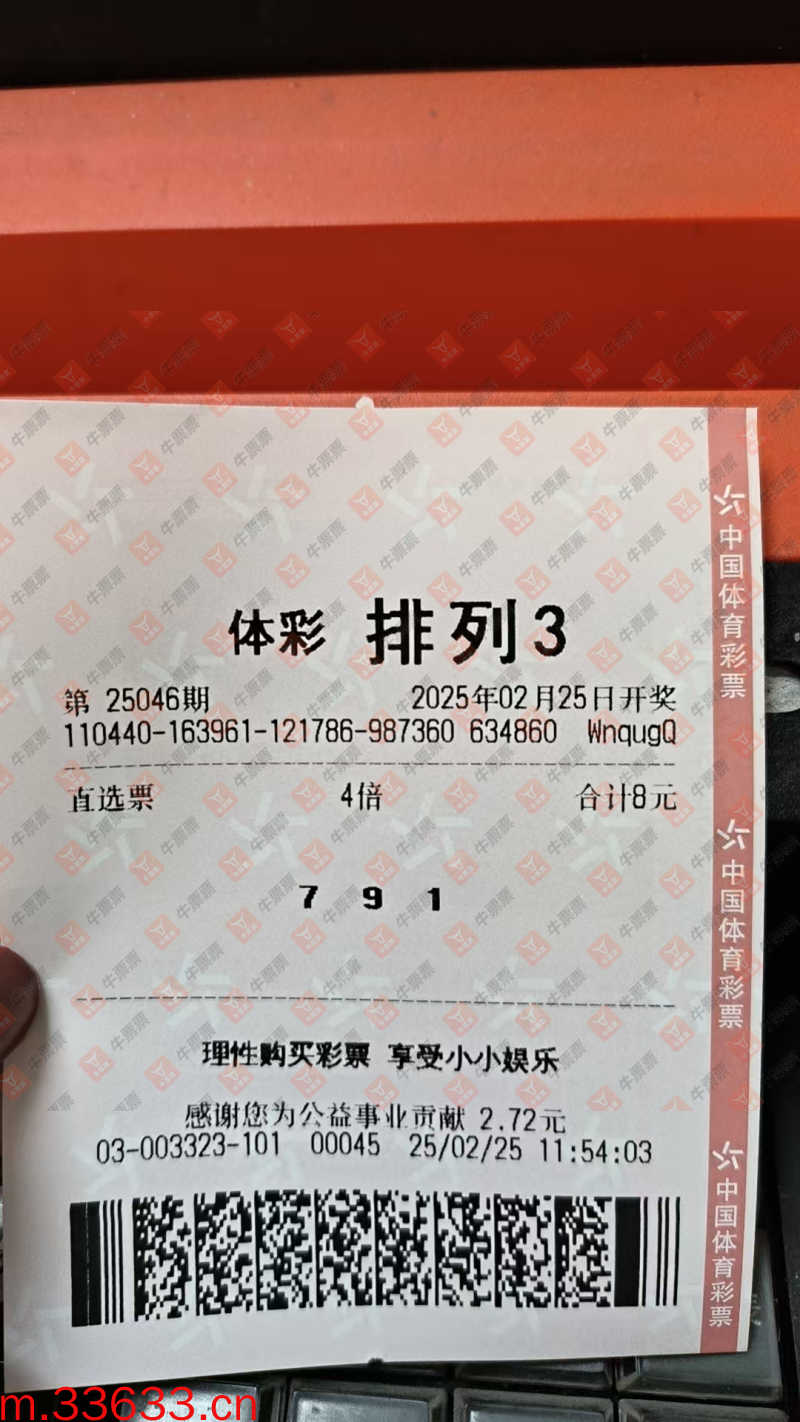 体彩 排列3
第 25046期 2025年02月25日开奖
110440-163961-121786-987360 634860 WnqugQ
直选票 4倍 合计8元
7 9 1
理性购买彩票 享受小小娱乐
感谢您为公益事业贡献 2.72元
03-003323-101 00045 25/02/25 11:54:03
中国体育彩票
中国体育彩票
中国体育彩票
牛票票
m.33633.cn